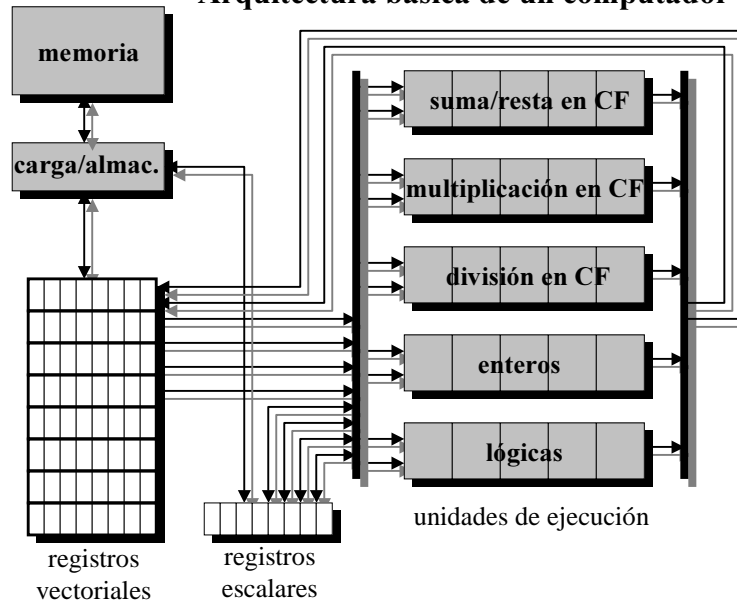 Arquitectura básica de un computador
memoria
carga/almac.
suma/resta en CF
multiplicación en CF
división en CF
enteros
lógicas
unidades de ejecución
registros
vectoriales
registros
escalares